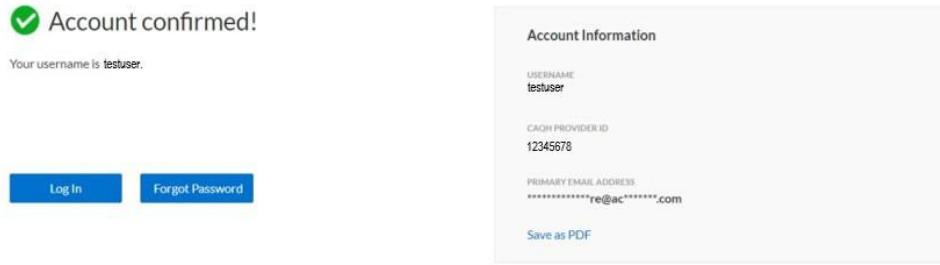 Account confirmed!
Your username is testuser.
Log In
Forgot Password
Account Information
USERNAME
testuser
CAQH PROVIDER ID
12345678
PRIMARY EMAIL ADDRESS
*************re@ac*******.com
Save as PDF